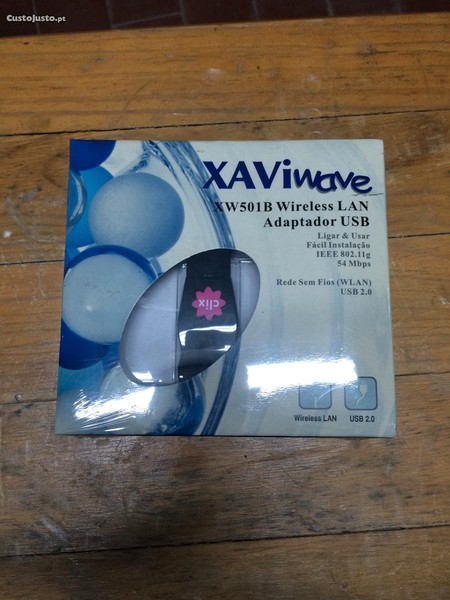 CustoJusto.pt
XAViwave
XW501B Wireless LAN
Adaptador USB
Ligar & Usar
Fácil Instalação
IEEE 802.11g
54 Mbps
Rede Sem Fios (WLAN)
USB 2.0
clix
Wireless LAN
USB 2.0